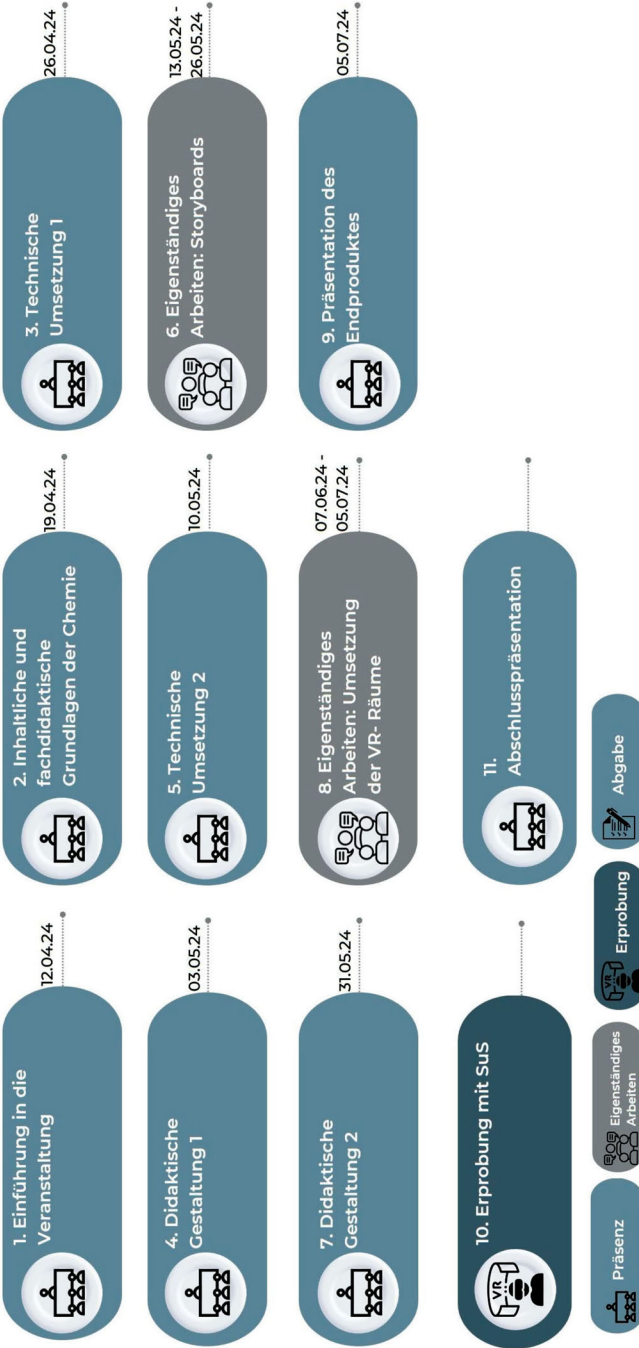 1. Einführung in die
Veranstaltung
12.04.24
2. Inhaltliche und
fachdidaktische
Grundlagen der Chemie
19.04.24
3. Technische
Umsetzung 1
26.04.24
4. Didaktische
Gestaltung 1
03.05.24
5. Technische
Umsetzung 2
10.05.24
6. Eigenständiges
Arbeiten: Storyboards
13.05.24 -
26.05.24
7. Didaktische
Gestaltung 2
31.05.24
8. Eigenständiges
Arbeiten: Umsetzung
der VR- Räume
07.06.24 -
05.07.24
9. Präsentation des
Endproduktes
05.07.24
10. Erprobung mit SuS
VR
11.
Abschlusspräsentation
Präsenz
Eigenständiges
Arbeiten
VR
Erprobung
Abgabe